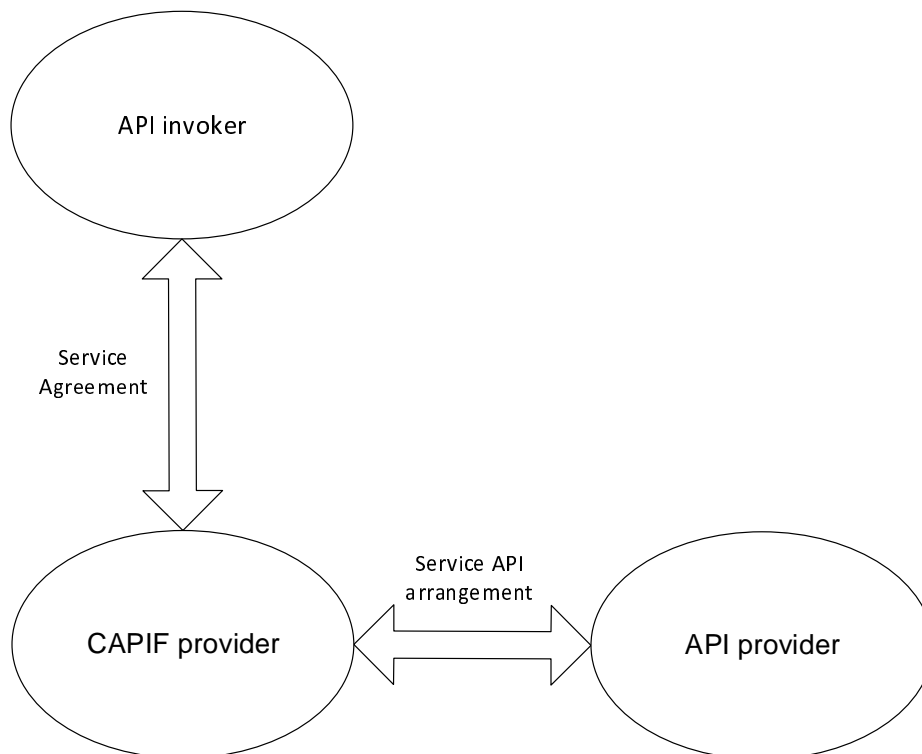 API invoker
Service
Agreement
Service API
arrangement
CAPIF provider
API provider